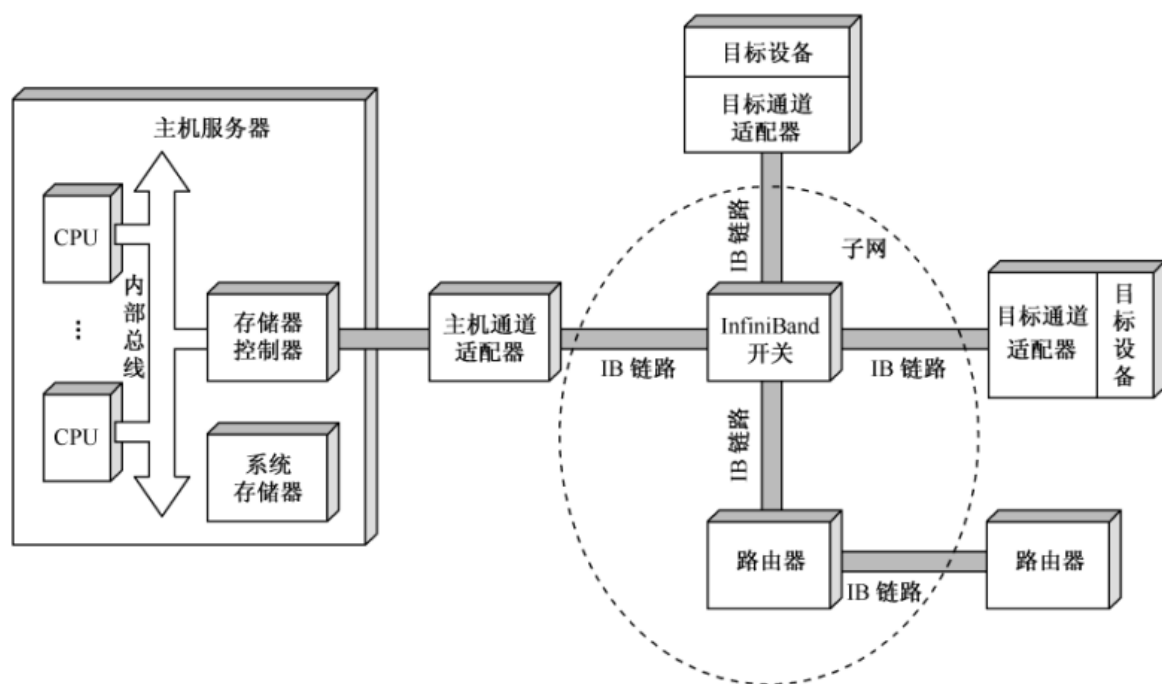 目标设备
目标通道
适配器
主机服务器
CPU
内部总线
CPU
存储器
控制器
系统
存储器
主机通道
适配器
IB 链路
IB 链路
子网
InfiniBand
开关
IB 链路
目标通道
适配器
目标设备
IB 链路
路由器
IB 链路
路由器